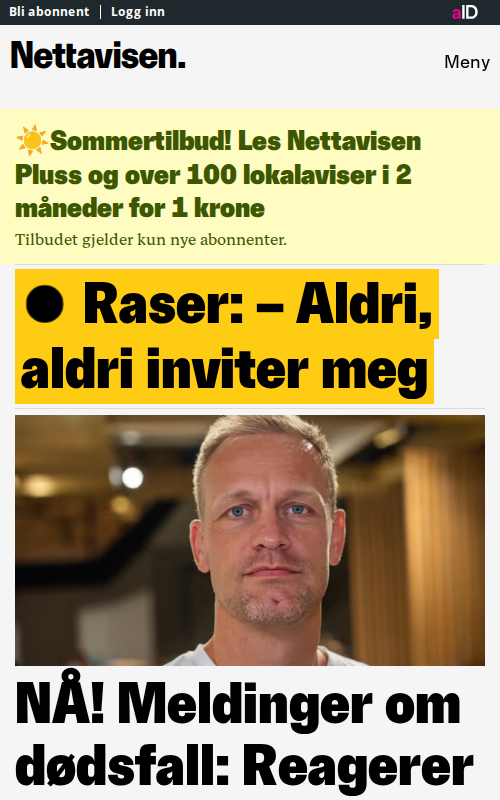 Bli abonnent | Logg inn
aID
Nettavisen.
Meny
☀️Sommertilbud! Les Nettavisen
Pluss og over 100 lokalaviser i 2
måneder for 1 krone
Tilbudet gjelder kun nye abonnenter.
● Raser: – Aldri,
aldri inviter meg
NÅ! Meldinger om
dødsfall: Reagerer